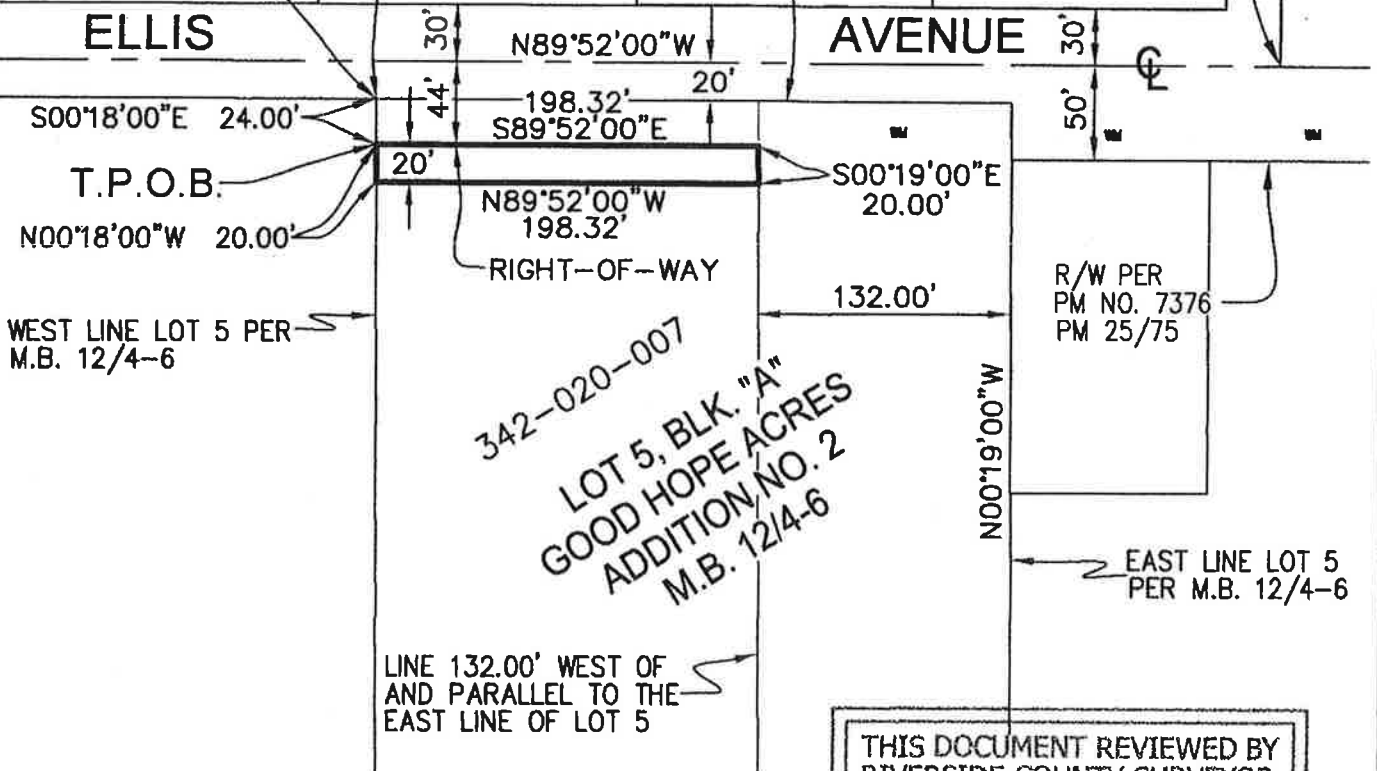 ELLIS
AVENUE
30'
N89°52'00"W
20'
30'
℄
44'
50'
198.32'
S89°52'00"E
S00°18'00"E 24.00'
T.P.O.B.
20'
N00°18'00"W 20.00'
N89°52'00"W
198.32'
S00°19'00"E
20.00'
RIGHT-OF-WAY
132.00'
R/W PER
PM NO. 7376
PM 25/75
WEST LINE LOT 5 PER
M.B. 12/4-6
342-020-007
LOT 5, BLK. "A"
GOOD HOPE ACRES
ADDITION NO. 2
M.B. 12/4-6
N00°19'00"W
EAST LINE LOT 5
PER M.B. 12/4-6
LINE 132.00' WEST OF
AND PARALLEL TO THE
EAST LINE OF LOT 5
THIS DOCUMENT REVIEWED BY
RIVERSIDE COUNTY SURVEYOR